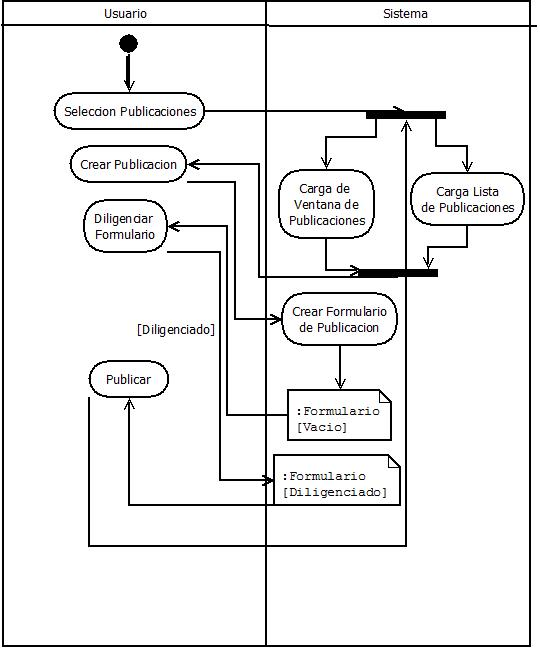 Usuario
Sistema
Seleccion Publicaciones
Crear Publicacion
Carga de
Ventana de
Publicaciones
Carga Lista
de Publicaciones
Diligenciar
Formulario
Crear Formulario
de Publicacion
[Diligenciado]
Publicar
:Formulario
[Vacio]
:Formulario
[Diligenciado]